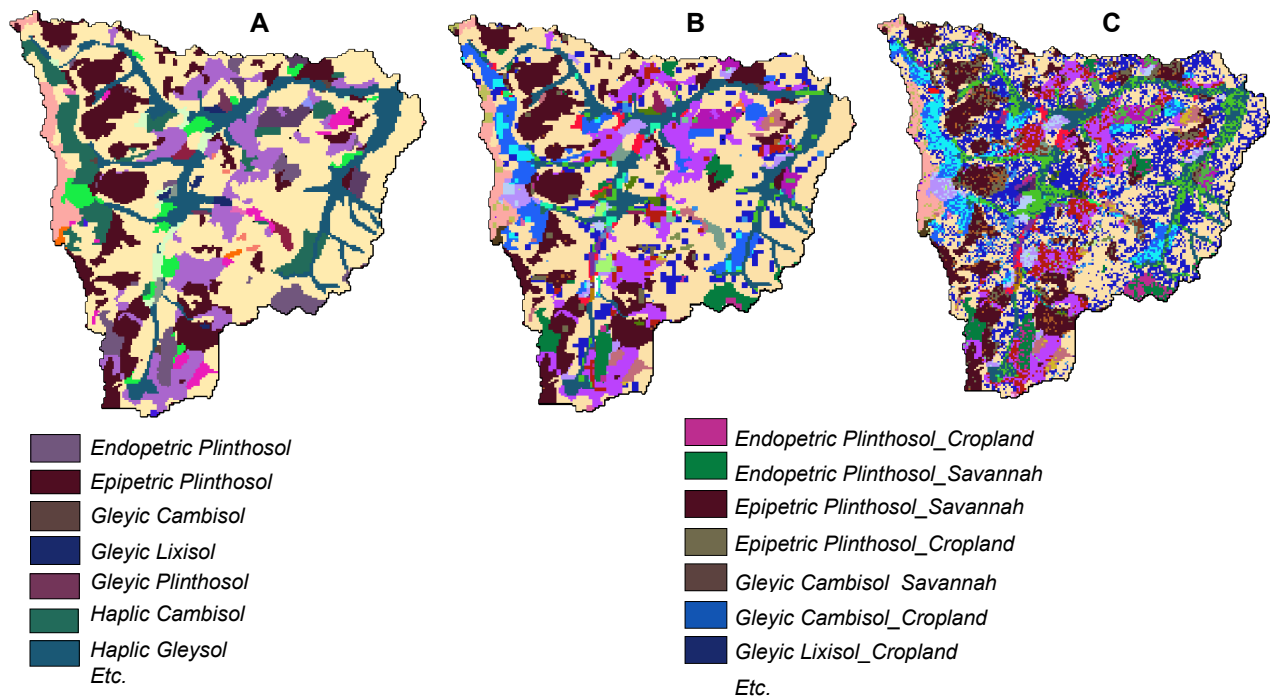 A
B
C
Endopetric Plinthosol
Epipetric Plinthosol
Gleyic Cambisol
Gleyic Lixisol
Gleyic Plinthosol
Haplic Cambisol
Haplic Gleysol
Etc.
Endopetric Plinthosol_Cropland
Endopetric Plinthosol_Savannah
Epipetric Plinthosol_Savannah
Epipetric Plinthosol_Cropland
Gleyic Cambisol Savannah
Gleyic Cambisol_Cropland
Gleyic Lixisol_Cropland
Etc.